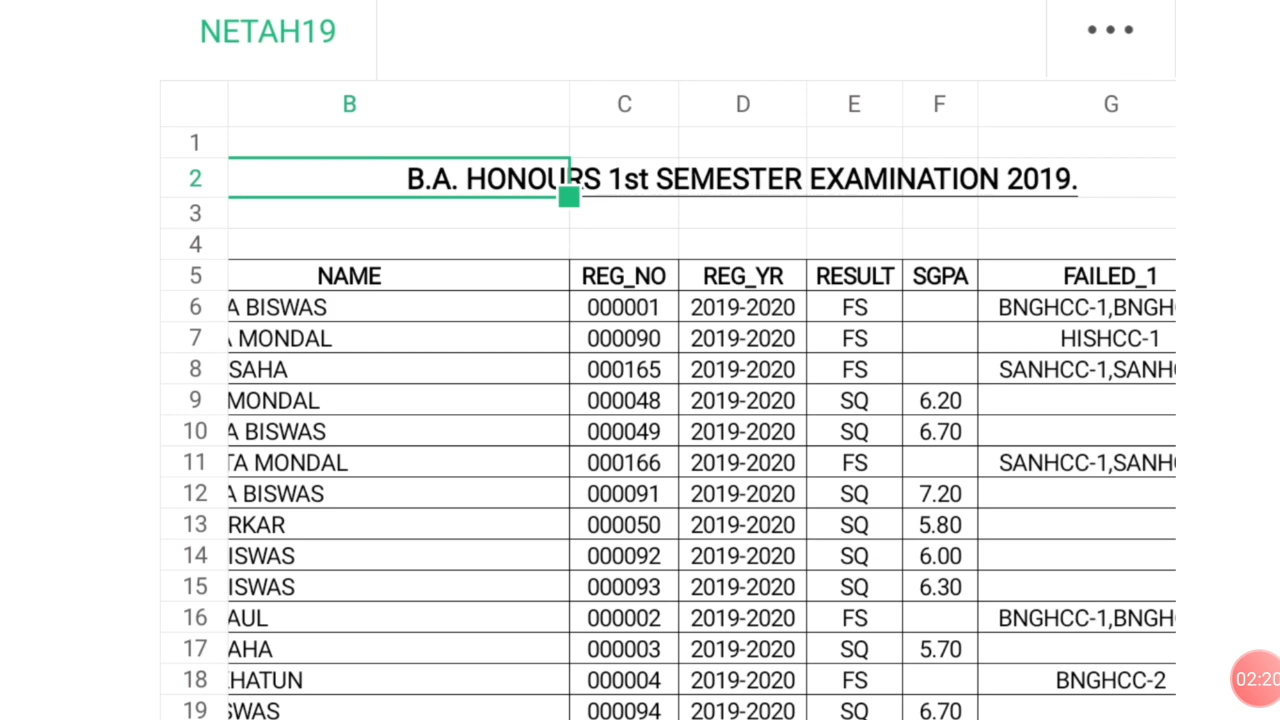 NETAH19
B C D E F G
1
2 B.A. HONOURS 1st SEMESTER EXAMINATION 2019.
3
4
5 NAME REG_NO REG_YR RESULT SGPA FAILED_1
6 A BISWAS 000001 2019-2020 FS BNGHCC-1,BNGH
7 MONDAL 000090 2019-2020 FS HISHCC-1
8 SAHA 000165 2019-2020 FS SANHCC-1,SANH
9 MONDAL 000048 2019-2020 SQ 6.20
10 A BISWAS 000049 2019-2020 SQ 6.70
11 TA MONDAL 000166 2019-2020 FS SANHCC-1,SANH
12 A BISWAS 000091 2019-2020 SQ 7.20
13 RKAR 000050 2019-2020 SQ 5.80
14 ISWAS 000092 2019-2020 SQ 6.00
15 ISWAS 000093 2019-2020 SQ 6.30
16 AUL 000002 2019-2020 FS BNGHCC-1,BNGH
17 AHA 000003 2019-2020 SQ 5.70
18 HATUN 000004 2019-2020 FS BNGHCC-2
19 SWAS 000094 2019-2020 SQ 6.70
02:20